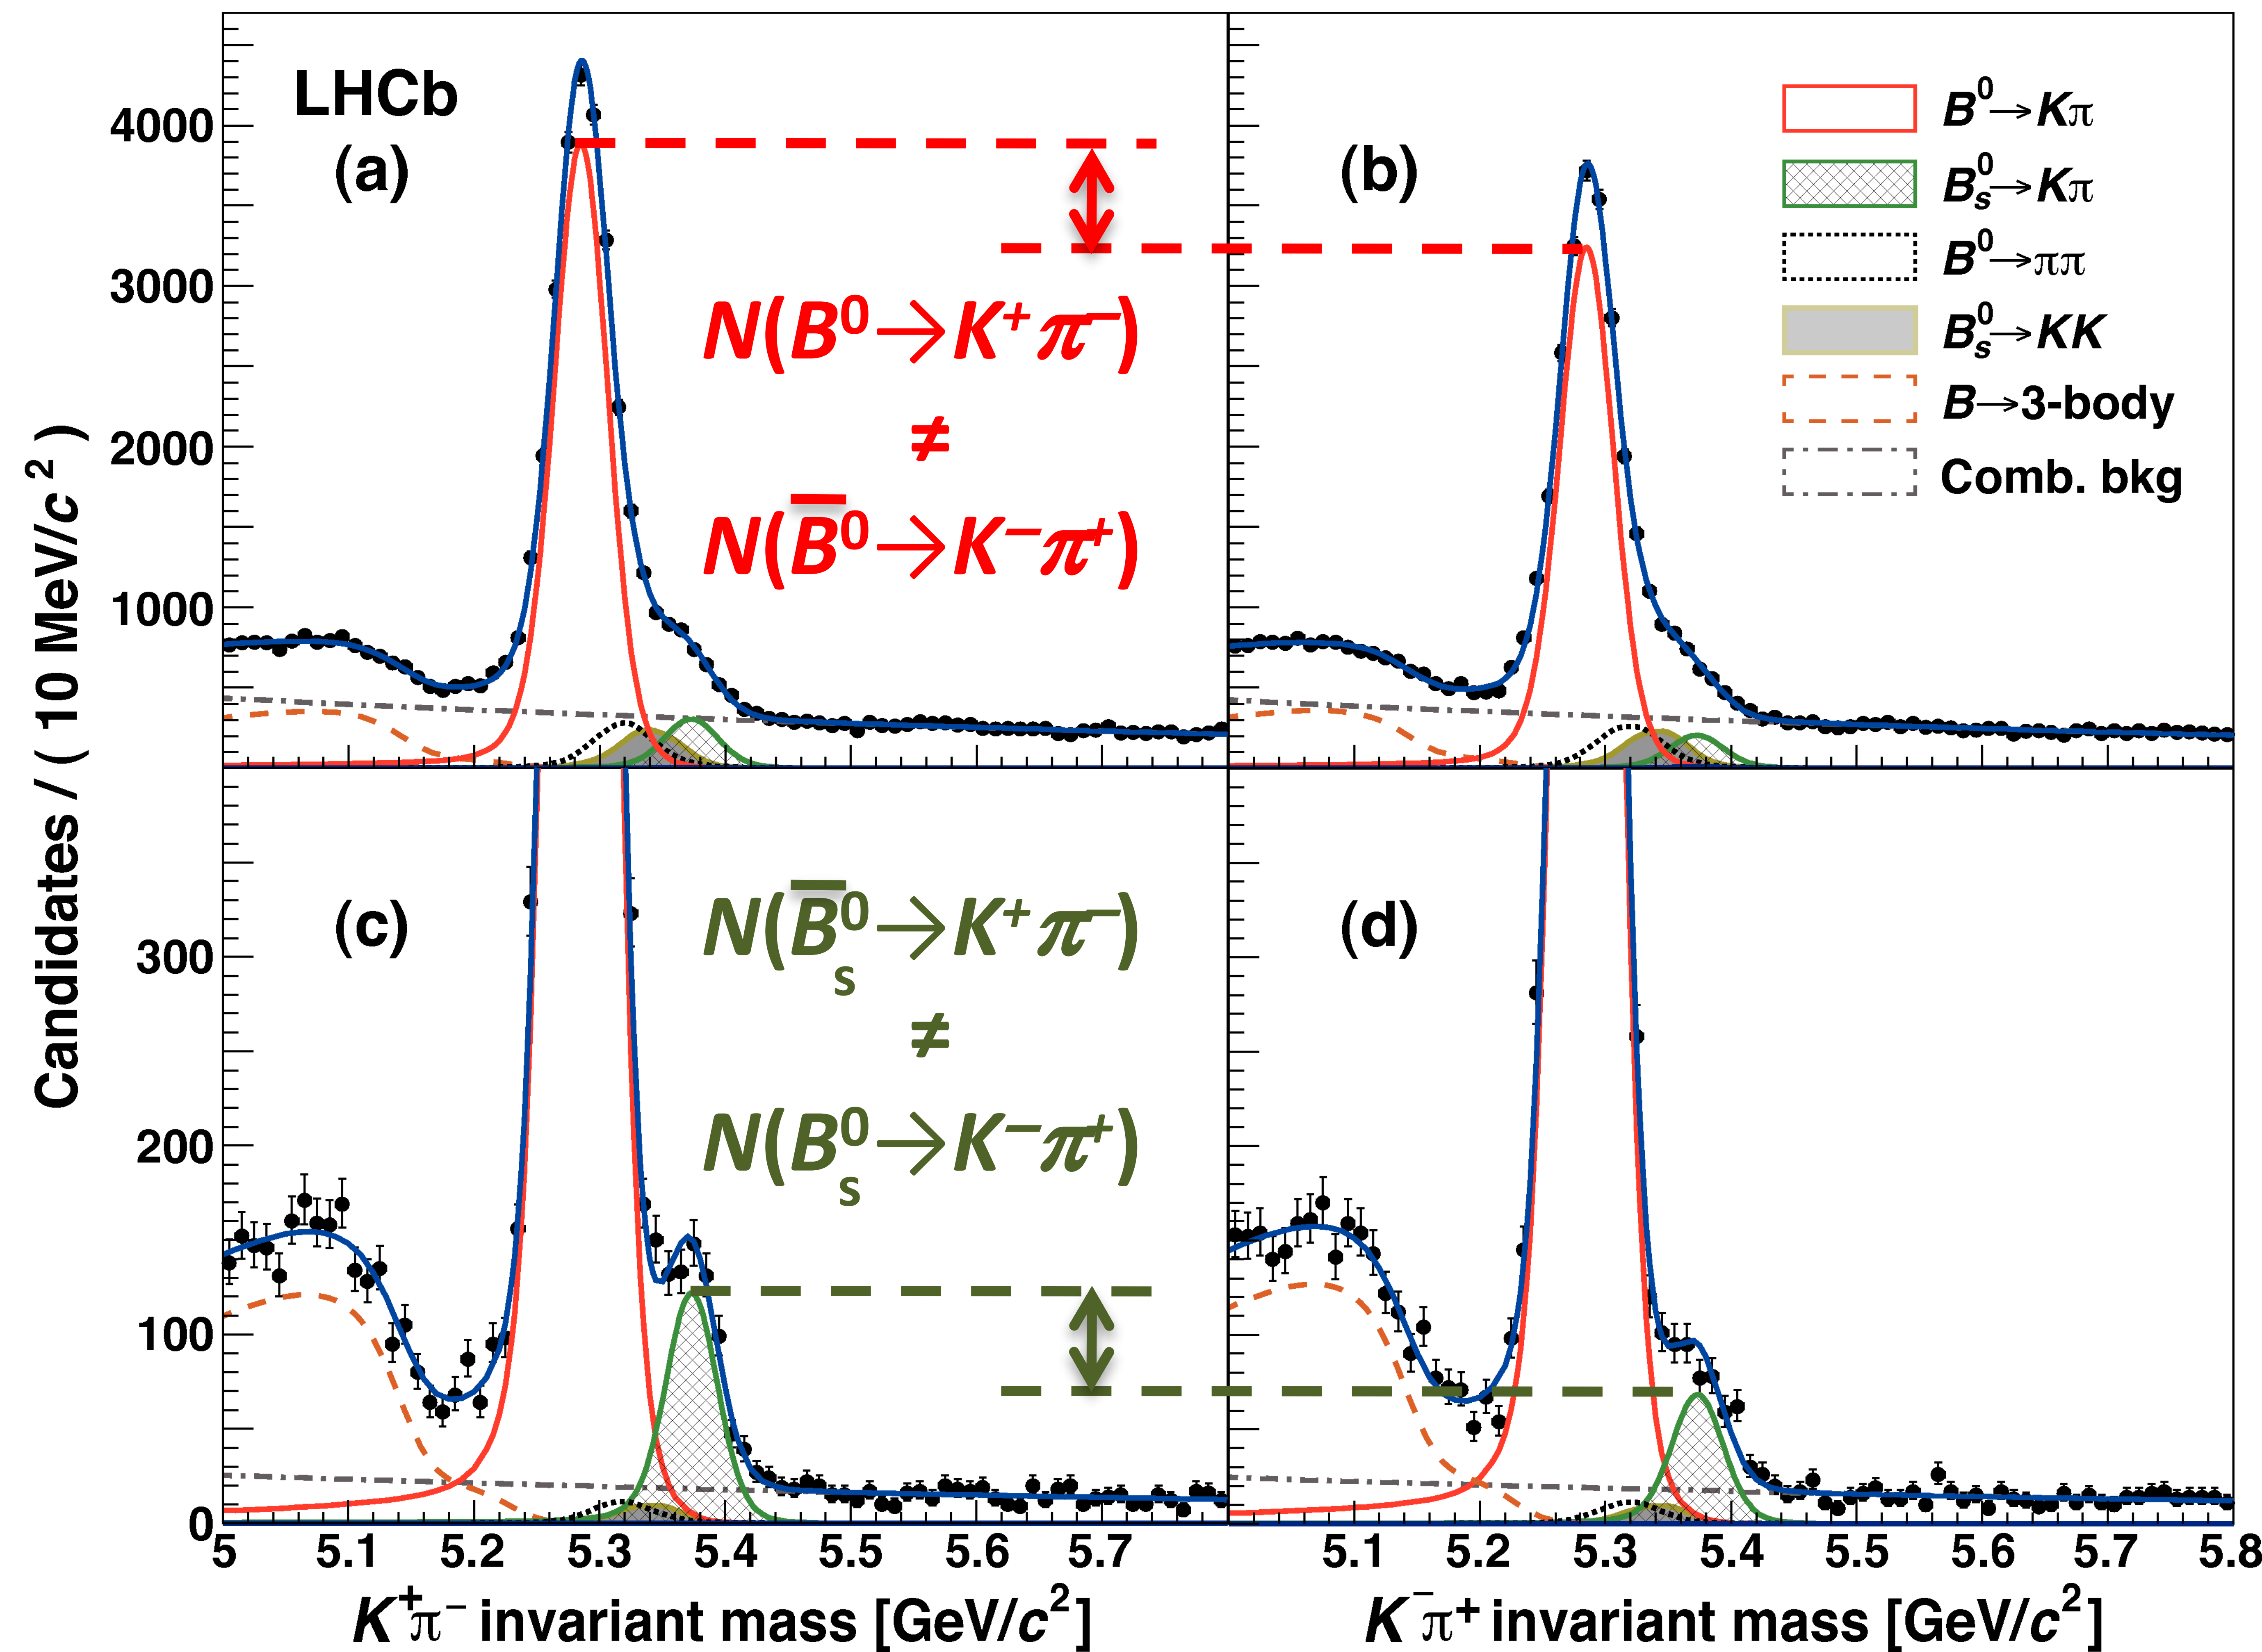 LHCb
(a)
(b)
B⁰→Kπ
B⁰ₛ→Kπ
B⁰→ππ
B⁰ₛ→KK
B→3-body
Comb. bkg
N(B⁰→K⁺π⁻)
≠
N(B̅⁰→K⁻π⁺)
4000
3000
2000
1000
Candidates / ( 10 MeV/c² )
(c)
(d)
N(B̅⁰ₛ→K⁺π⁻)
≠
N(B⁰ₛ→K⁻π⁺)
300
200
100
0
5 5.1 5.2 5.3 5.4 5.5 5.6 5.7
5.1 5.2 5.3 5.4 5.5 5.6 5.7 5.8
K⁺π⁻ invariant mass [GeV/c²]
K⁻π⁺ invariant mass [GeV/c²]